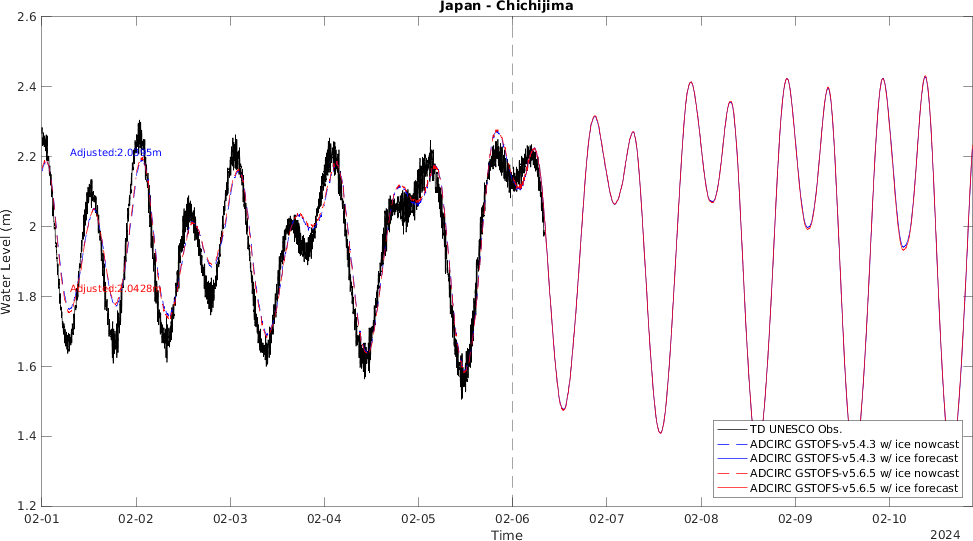 Japan - Chichijima
2.6
2.4
2.2
2
1.8
1.6
1.4
1.2
Water Level (m)
Adjusted:2.0428m
TD UNESCO Obs.
ADCIRC GSTOFS-v5.4.3 w/ ice nowcast
ADCIRC GSTOFS-v5.4.3 w/ ice forecast
ADCIRC GSTOFS-v5.6.5 w/ ice nowcast
ADCIRC GSTOFS-v5.6.5 w/ ice forecast
02-01 02-02 02-03 02-04 02-05 02-06 02-07 02-08 02-09 02-10
Time
2024